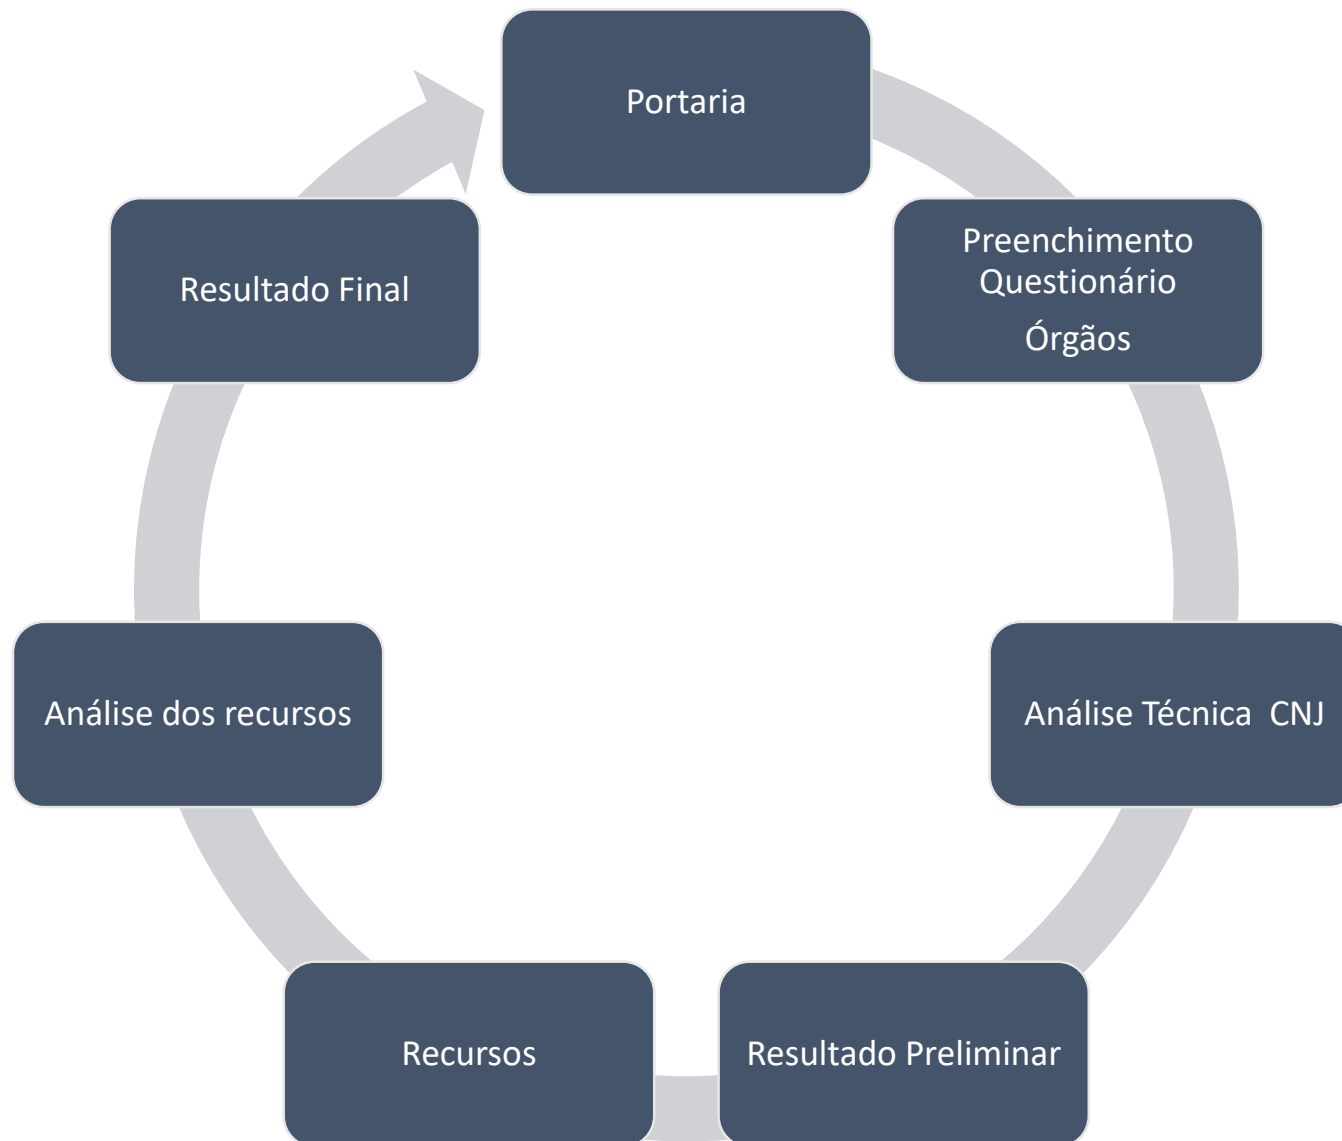 Portaria
Preenchimento
Questionário
Órgãos
Análise Técnica  CNJ
Resultado Preliminar
Recursos
Análise dos recursos
Resultado Final